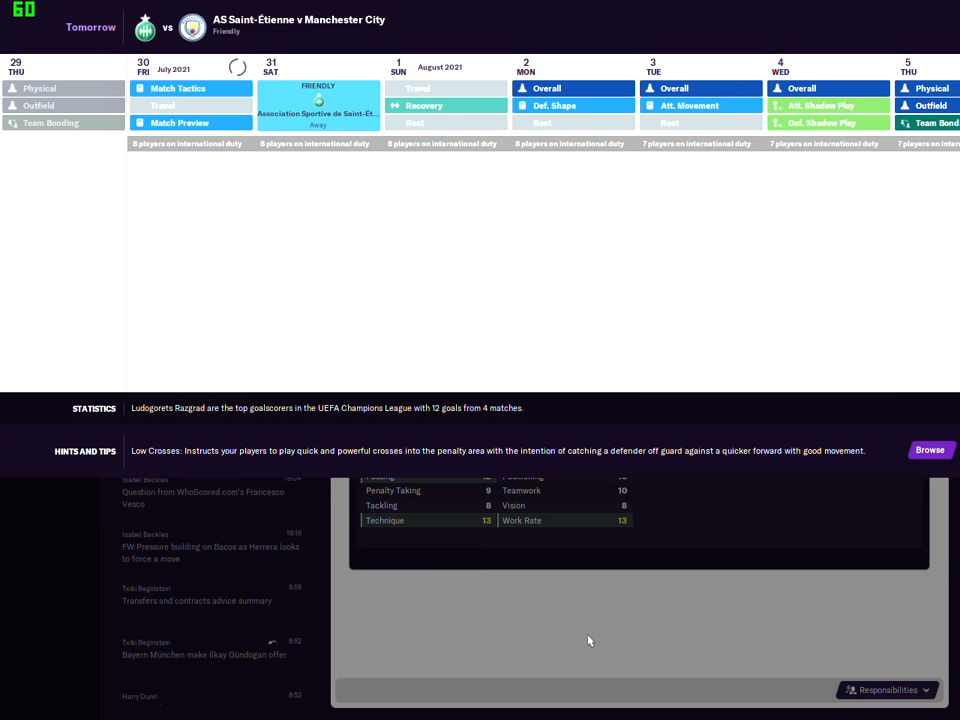 60
Tomorrow
vs
AS Saint-Étienne v Manchester City
Friendly
29
THU
30
FRI July 2021
31
SAT
1
SUN August 2021
2
MON
3
TUE
4
WED
5
THU
Physical
Outfield
Team Bonding
Match Tactics
Travel
Match Preview
FRIENDLY
Association Sportive de Saint-Ét...
Away
Travel
Recovery
Rest
Overall
Def. Shape
Rest
Overall
Att. Movement
Rest
Overall
Att. Shadow Play
Def. Shadow Play
Physical
Outfield
Team Bond
8 players on international duty
8 players on international duty
8 players on international duty
8 players on international duty
7 players on international duty
7 players on international duty
7 players on inter
STATISTICS
Ludogorets Razgrad are the top goalscorers in the UEFA Champions League with 12 goals from 4 matches.
HINTS AND TIPS
Low Crosses: Instructs your players to play quick and powerful crosses into the penalty area with the intention of catching a defender off guard against a quicker forward with good movement.
Browse
Isabel Beckles
Question from WhoScored.com's Francesco
Vesco
Isabel Beckles 16:16
FW:Pressure building on Bacos as Herrera looks
to force a move
Txiki Begiristain 8:56
Transfers and contracts advice summary
Txiki Begiristain 8:52
Bayern München make İlkay Gündogan offer
Harry Dunn 8:52
Penalty Taking 9 Teamwork 10
Tackling 8 Vision 8
Technique 13 Work Rate 13
Responsibilities